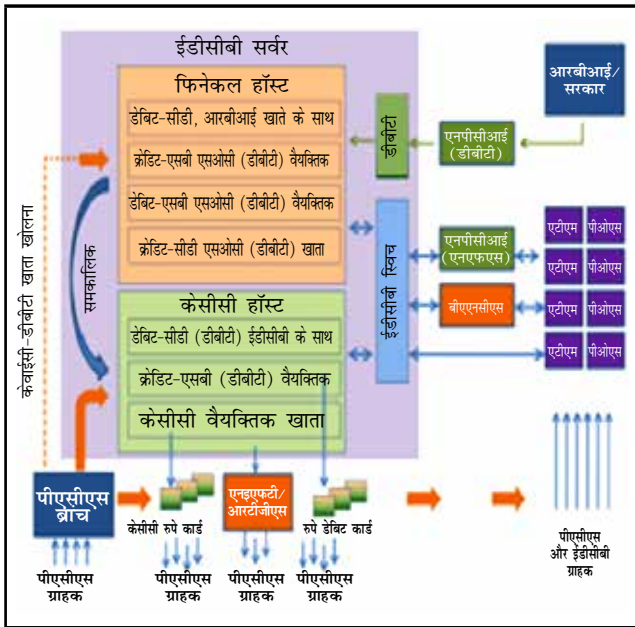 ईडीसीबी सर्वर
फिनेकल हॉस्ट
डेबिट-सीडी, आरबीआई खाते के साथ
क्रेडिट-एसबी एसओसी (डीबीटी) वैयक्तिक
डेबिट-एसबी एसओसी (डीबीटी) वैयक्तिक
क्रेडिट-सीडी एसओसी (डीबीटी) खाता
केसीसी हॉस्ट
डेबिट-सीडी (डीबीटी) ईडीसीबी के साथ
क्रेडिट-एसबी (डीबीटी) वैयक्तिक
केसीसी वैयक्तिक खाता
केवाईसी-डीबीटी खाता खोलना
समकालिक
डीबीटी
ईडीसीबी स्विच
एनपीसीआई
(डीबीटी)
आरबीआई/
सरकार
एनपीसीआई
(एनएफएस)
बीएएनसीएस
एटीएम पीओएस
एटीएम पीओएस
एटीएम पीओएस
एटीएम पीओएस
पीएसीएस
ब्रांच
केसीसी रुपे कार्ड
एनइएफटी/
आरटीजीएस
रुपे डेबिट कार्ड
पीएसीएस
ग्राहक
पीएसीएस
ग्राहक
पीएसीएस
ग्राहक
पीएसीएस
ग्राहक
पीएसीएस
और ईडीसीबी
ग्राहक